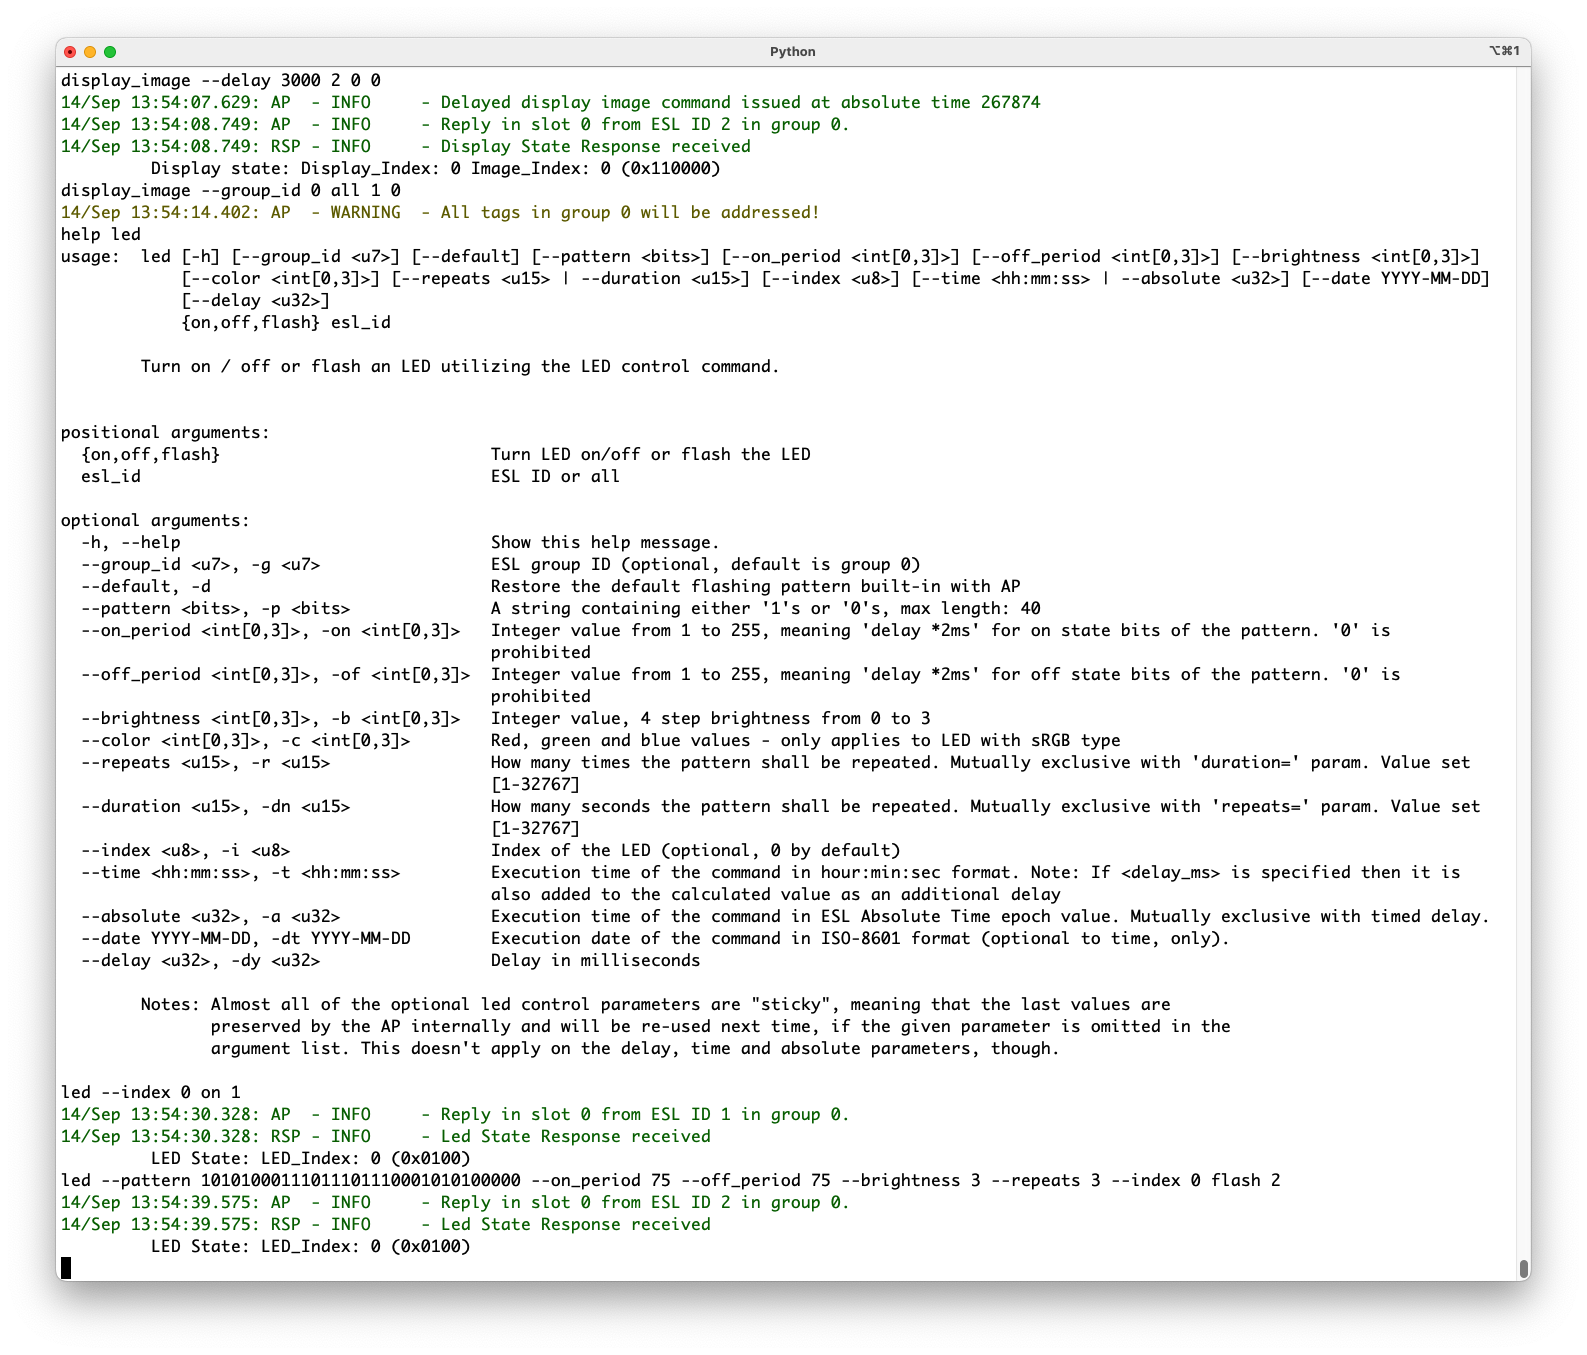 Python
⌥⌘1
display_image --delay 3000 2 0 0
14/Sep 13:54:07.629: AP  - INFO     - Delayed display image command issued at absolute time 267874
14/Sep 13:54:08.749: AP  - INFO     - Reply in slot 0 from ESL ID 2 in group 0.
14/Sep 13:54:08.749: RSP - INFO     - Display State Response received
         Display state: Display_Index: 0 Image_Index: 0 (0x110000)
display_image --group_id 0 all 1 0
14/Sep 13:54:14.402: AP  - WARNING  - All tags in group 0 will be addressed!
help led
usage:  led [-h] [--group_id <u7>] [--default] [--pattern <bits>] [--on_period <int[0,3]>] [--off_period <int[0,3]>] [--brightness <int[0,3]>]
            [--color <int[0,3]>] [--repeats <u15> | --duration <u15>] [--index <u8>] [--time <hh:mm:ss> | --absolute <u32>] [--date YYYY-MM-DD]
            [--delay <u32>]
            {on,off,flash} esl_id
        Turn on / off or flash an LED utilizing the LED control command.
positional arguments:
  {on,off,flash}                           Turn LED on/off or flash the LED
  esl_id                                   ESL ID or all
optional arguments:
  -h, --help                               Show this help message.
  --group_id <u7>, -g <u7>                 ESL group ID (optional, default is group 0)
  --default, -d                            Restore the default flashing pattern built-in with AP
  --pattern <bits>, -p <bits>              A string containing either '1's or '0's, max length: 40
  --on_period <int[0,3]>, -on <int[0,3]>   Integer value from 1 to 255, meaning 'delay *2ms' for on state bits of the pattern. '0' is
                                           prohibited
  --off_period <int[0,3]>, -of <int[0,3]>  Integer value from 1 to 255, meaning 'delay *2ms' for off state bits of the pattern. '0' is
                                           prohibited
  --brightness <int[0,3]>, -b <int[0,3]>   Integer value, 4 step brightness from 0 to 3
  --color <int[0,3]>, -c <int[0,3]>        Red, green and blue values - only applies to LED with sRGB type
  --repeats <u15>, -r <u15>                How many times the pattern shall be repeated. Mutually exclusive with 'duration=' param. Value set
                                           [1-32767]
  --duration <u15>, -dn <u15>              How many seconds the pattern shall be repeated. Mutually exclusive with 'repeats=' param. Value set
                                           [1-32767]
  --index <u8>, -i <u8>                    Index of the LED (optional, 0 by default)
  --time <hh:mm:ss>, -t <hh:mm:ss>         Execution time of the command in hour:min:sec format. Note: If <delay_ms> is specified then it is
                                           also added to the calculated value as an additional delay
  --absolute <u32>, -a <u32>               Execution time of the command in ESL Absolute Time epoch value. Mutually exclusive with timed delay.
  --date YYYY-MM-DD, -dt YYYY-MM-DD        Execution date of the command in ISO-8601 format (optional to time, only).
  --delay <u32>, -dy <u32>                 Delay in milliseconds
        Notes: Almost all of the optional led control parameters are "sticky", meaning that the last values are
               preserved by the AP internally and will be re-used next time, if the given parameter is omitted in the
               argument list. This doesn't apply on the delay, time and absolute parameters, though.
led --index 0 on 1
14/Sep 13:54:30.328: AP  - INFO     - Reply in slot 0 from ESL ID 1 in group 0.
14/Sep 13:54:30.328: RSP - INFO     - Led State Response received
         LED State: LED_Index: 0 (0x0100)
led --pattern 10101000111011101110001010100000 --on_period 75 --off_period 75 --brightness 3 --repeats 3 --index 0 flash 2
14/Sep 13:54:39.575: AP  - INFO     - Reply in slot 0 from ESL ID 2 in group 0.
14/Sep 13:54:39.575: RSP - INFO     - Led State Response received
         LED State: LED_Index: 0 (0x0100)